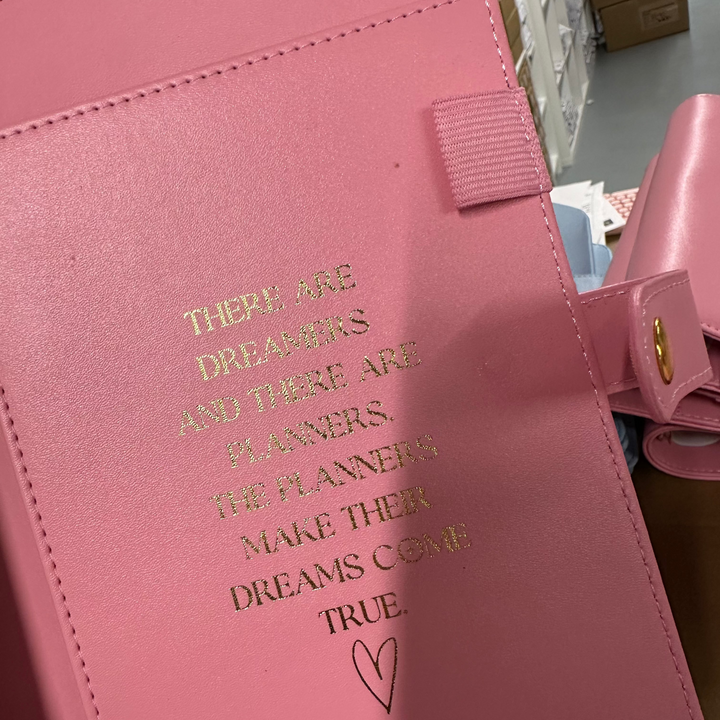 THERE ARE
DREAMERS
AND THERE ARE
PLANNERS.
THE PLANNERS
MAKE THEIR
DREAMS COME
TRUE.